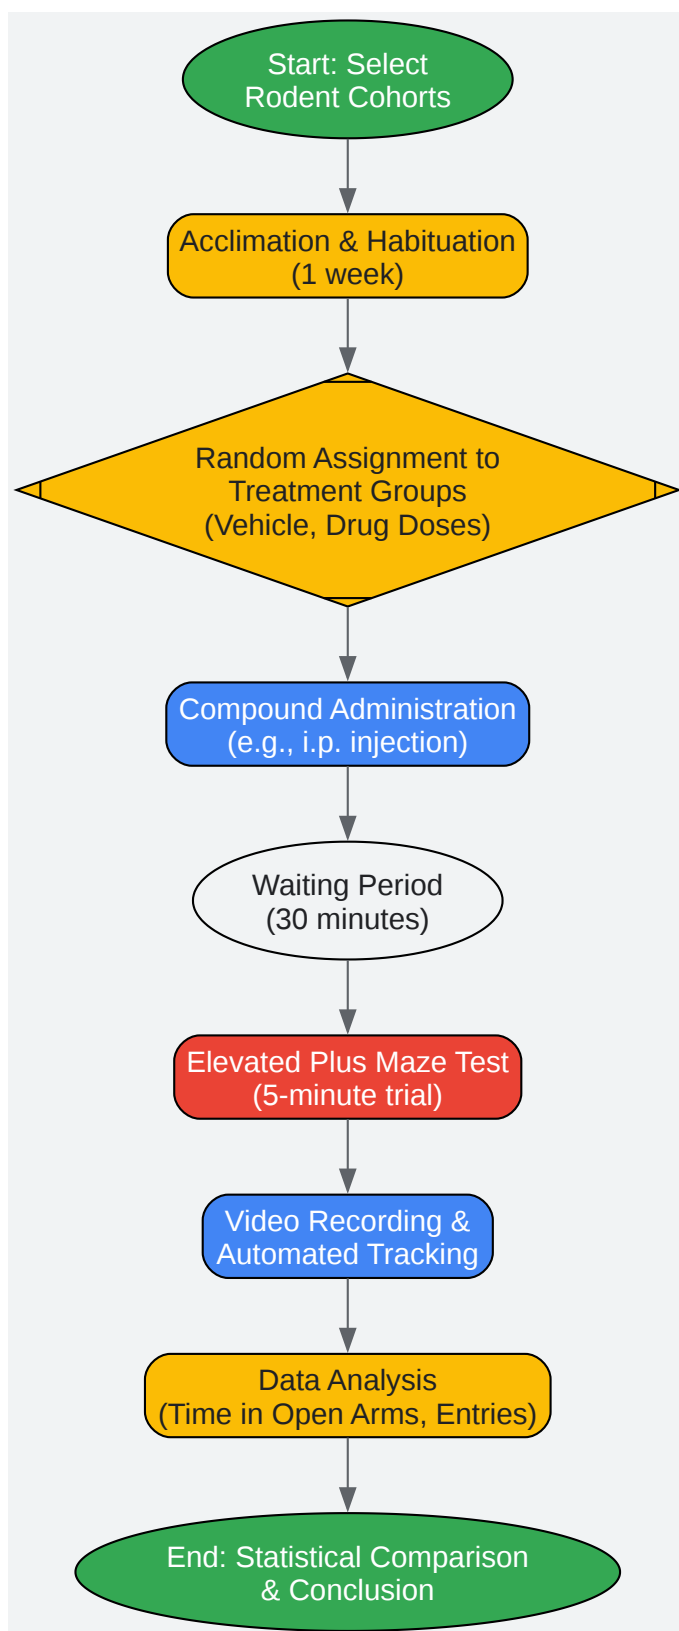 Start: Select
Rodent Cohorts
Acclimation & Habituation
(1 week)
Random Assignment to
Treatment Groups
(Vehicle, Drug Doses)
Compound Administration
(e.g., i.p. injection)
Waiting Period
(30 minutes)
Elevated Plus Maze Test
(5-minute trial)
Video Recording &
Automated Tracking
Data Analysis
(Time in Open Arms, Entries)
End: Statistical Comparison
& Conclusion